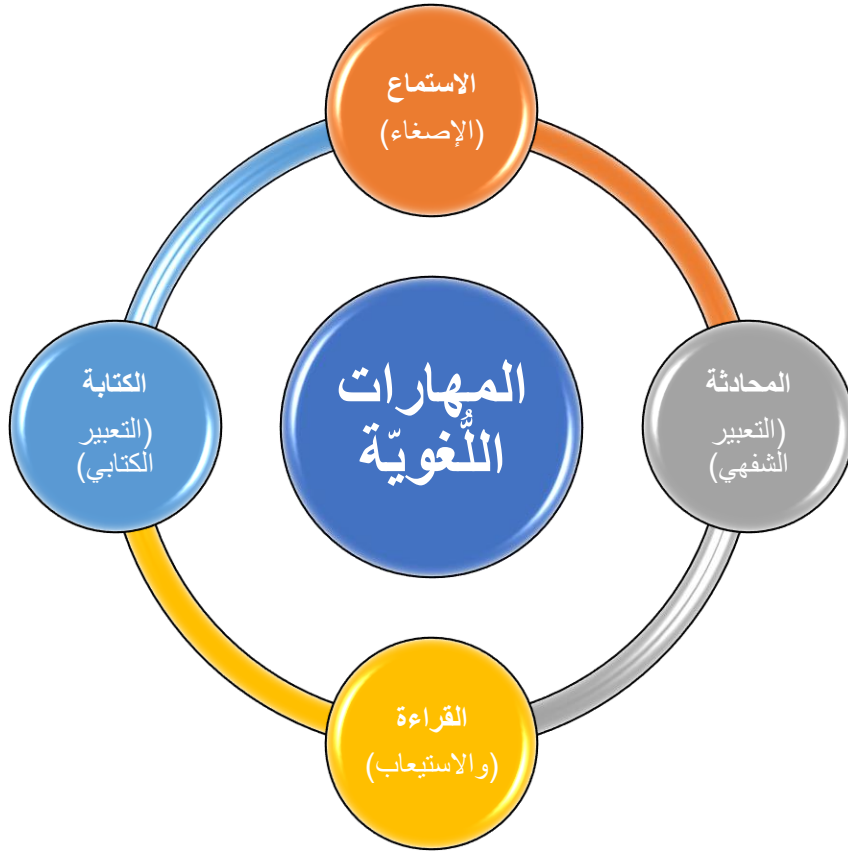 الاستماع
(الإصغاء)
المهارات
اللُّغويّة
المحادثة
(التعبير
الشفهي)
الكتابة
(التعبير
الكتابي)
القراءة
(والاستيعاب)